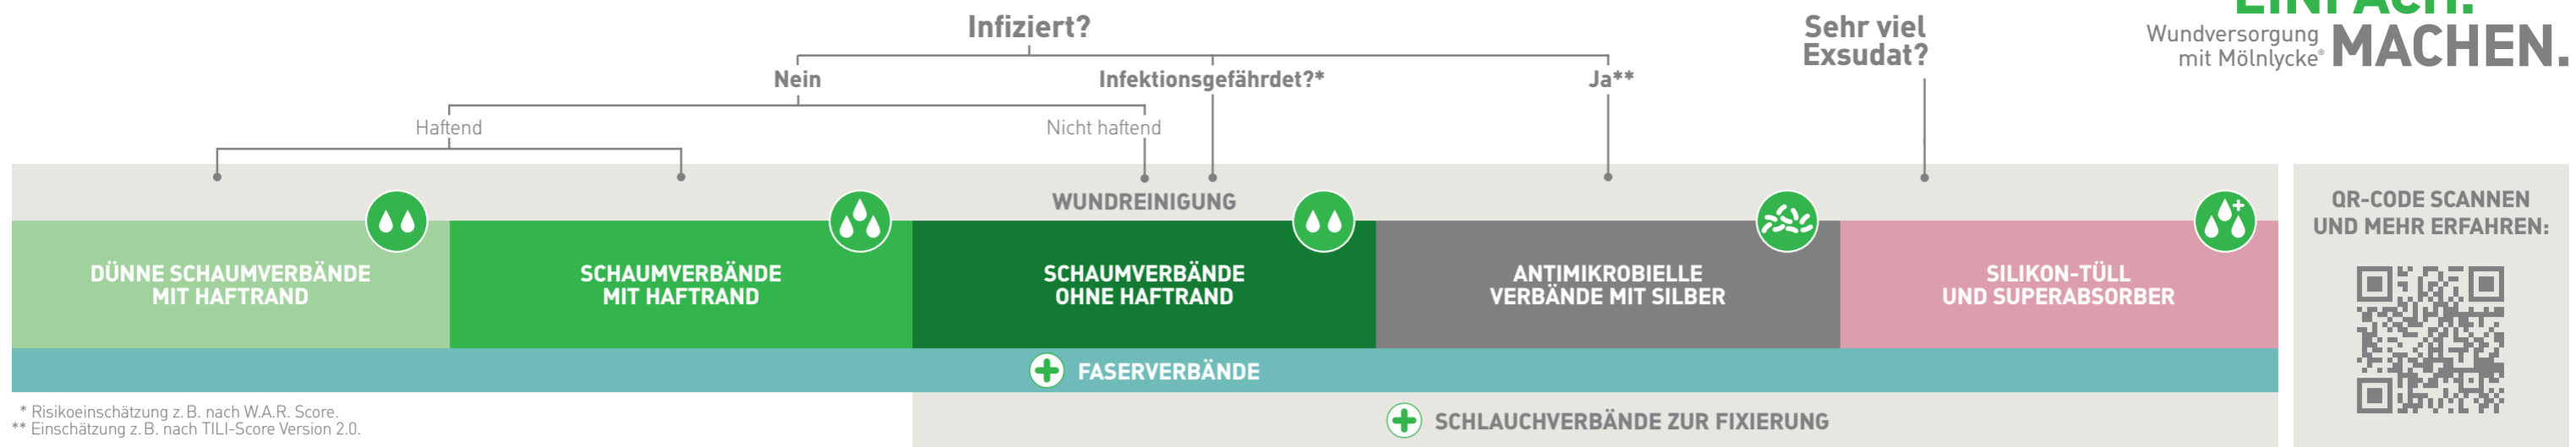 EINFACH.
Wundversorgung
mit Mölnlycke®
MACHEN.
Infiziert?
Sehr viel
Exsudat?
Nein
Infektionsgefährdet?*
Ja**
Haftend
Nicht haftend
WUNDREINIGUNG
DÜNNE SCHAUMVERBÄNDE
MIT HAFTRAND
SCHAUMVERBÄNDE
MIT HAFTRAND
SCHAUMVERBÄNDE
OHNE HAFTRAND
ANTIMIKROBIELLE
VERBÄNDE MIT SILBER
SILIKON-TÜLL
UND SUPERABSORBER
QR-CODE SCANNEN
UND MEHR ERFAHREN:
FASERVERBÄNDE
SCHLAUCHVERBÄNDE ZUR FIXIERUNG
* Risikoeinschätzung z. B. nach W.A.R. Score.
** Einschätzung z. B. nach TILI-Score Version 2.0.